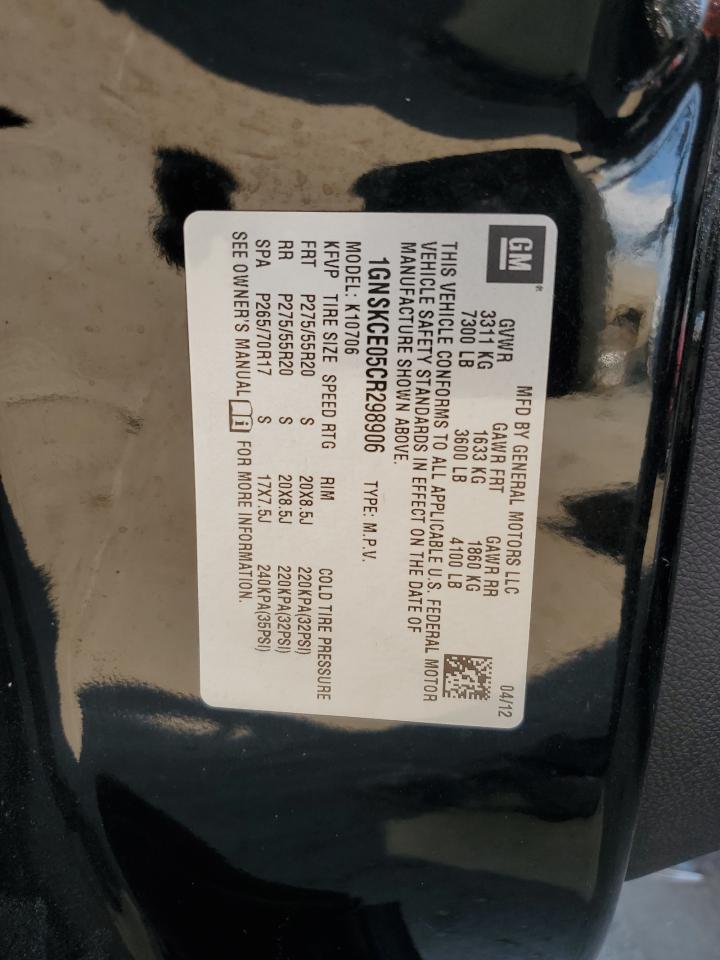 GM®
MFD BY GENERAL MOTORS LLC 04/12
GVWR GAWR FRT GAWR RR
3311 KG 1633 KG 1860 KG
7300 LB 3600 LB 4100 LB
THIS VEHICLE CONFORMS TO ALL APPLICABLE U.S. FEDERAL MOTOR
VEHICLE SAFETY STANDARDS IN EFFECT ON THE DATE OF
MANUFACTURE SHOWN ABOVE.
1GNSKCE05CR298906 TYPE: M.P.V.
MODEL: K10706
KFVP TIRE SIZE SPEED RTG RIM COLD TIRE PRESSURE
FRT P275/55R20 S 20X8.5J 220KPA(32PSI)
RR P275/55R20 S 20X8.5J 220KPA(32PSI)
SPA P265/70R17 S 17X7.5J 240KPA(35PSI)
SEE OWNER'S MANUAL i FOR MORE INFORMATION.